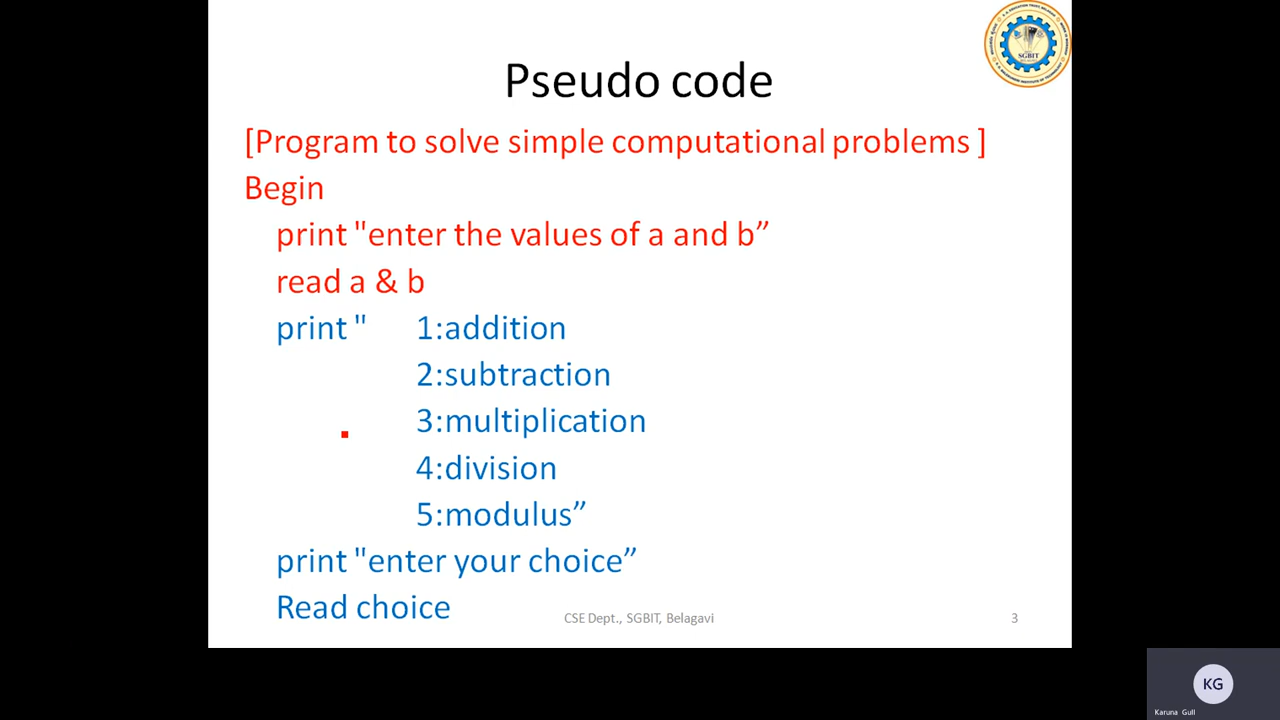 SGBIT
Pseudo code
[Program to solve simple computational problems ]
Begin
print "enter the values of a and b”
read a & b
print " 1:addition
2:subtraction
3:multiplication
4:division
5:modulus”
print "enter your choice”
Read choice
CSE Dept., SGBIT, Belagavi 3
KG
Karuna Gull